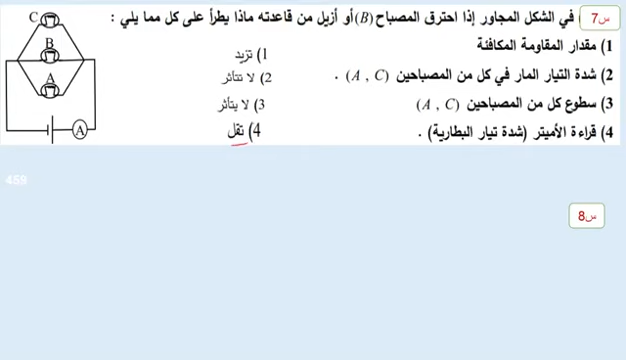 س7 في الشكل المجاور إذا احترق المصباح (B) أو أزيل من قاعدته ماذا يطرأ على كل مما يلي :
1) مقدار المقاومة المكافئة
1) تزيد
2) شدة التيار المار في كل من المصباحين (A , C) .
2) لا تتأثر
3) سطوع كل من المصباحين (A , C)
3) لا يتأثر
4) قراءة الأميتر (شدة تيار البطارية) .
4) تقل
C
B
A
A
459
س8